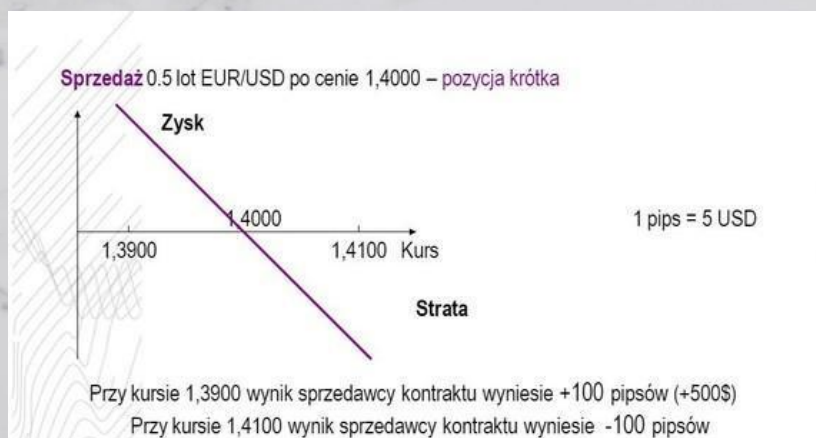 Sprzedaż 0.5 lot EUR/USD po cenie 1,4000 – pozycja krótka
Zysk
1,4000
1 pips = 5 USD
1,3900
1,4100 Kurs
Strata
Przy kursie 1,3900 wynik sprzedawcy kontraktu wyniesie +100 pipsów (+500$)
Przy kursie 1,4100 wynik sprzedawcy kontraktu wyniesie -100 pipsów